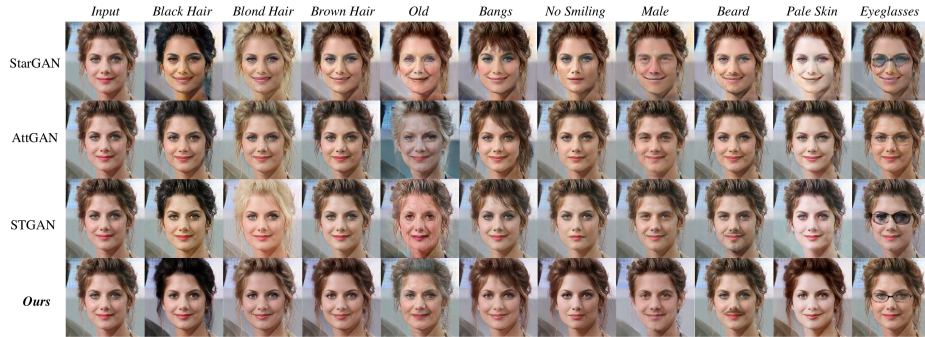 Input Black Hair Blond Hair Brown Hair Old Bangs No Smiling Male Beard Pale Skin Eyeglasses
StarGAN
AttGAN
STGAN
Ours